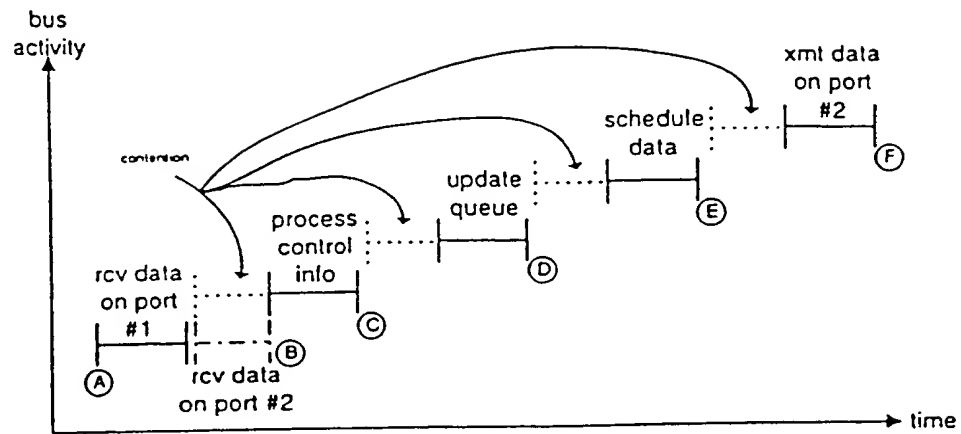 bus
activity
xmt data
on port
#2
F
schedule
data
E
contention
update
queue
D
process
control
info
C
rcv data
on port
#1
A
B
rcv data
on port #2
time